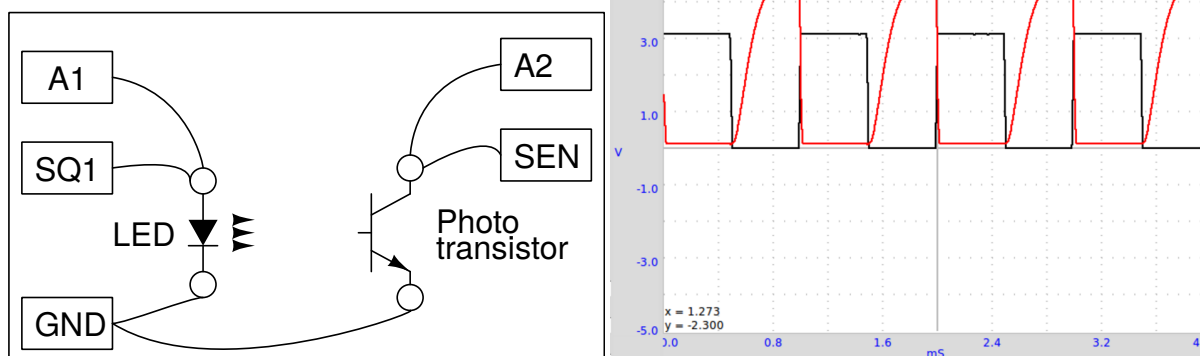 A1
A2
SQ1
SEN
LED
Photo
transistor
GND
3.0
1.0
V
-1.0
-3.0
-5.0
x = 1.273
y = -2.300
0.0
0.8
1.6
2.4
3.2
4
mS